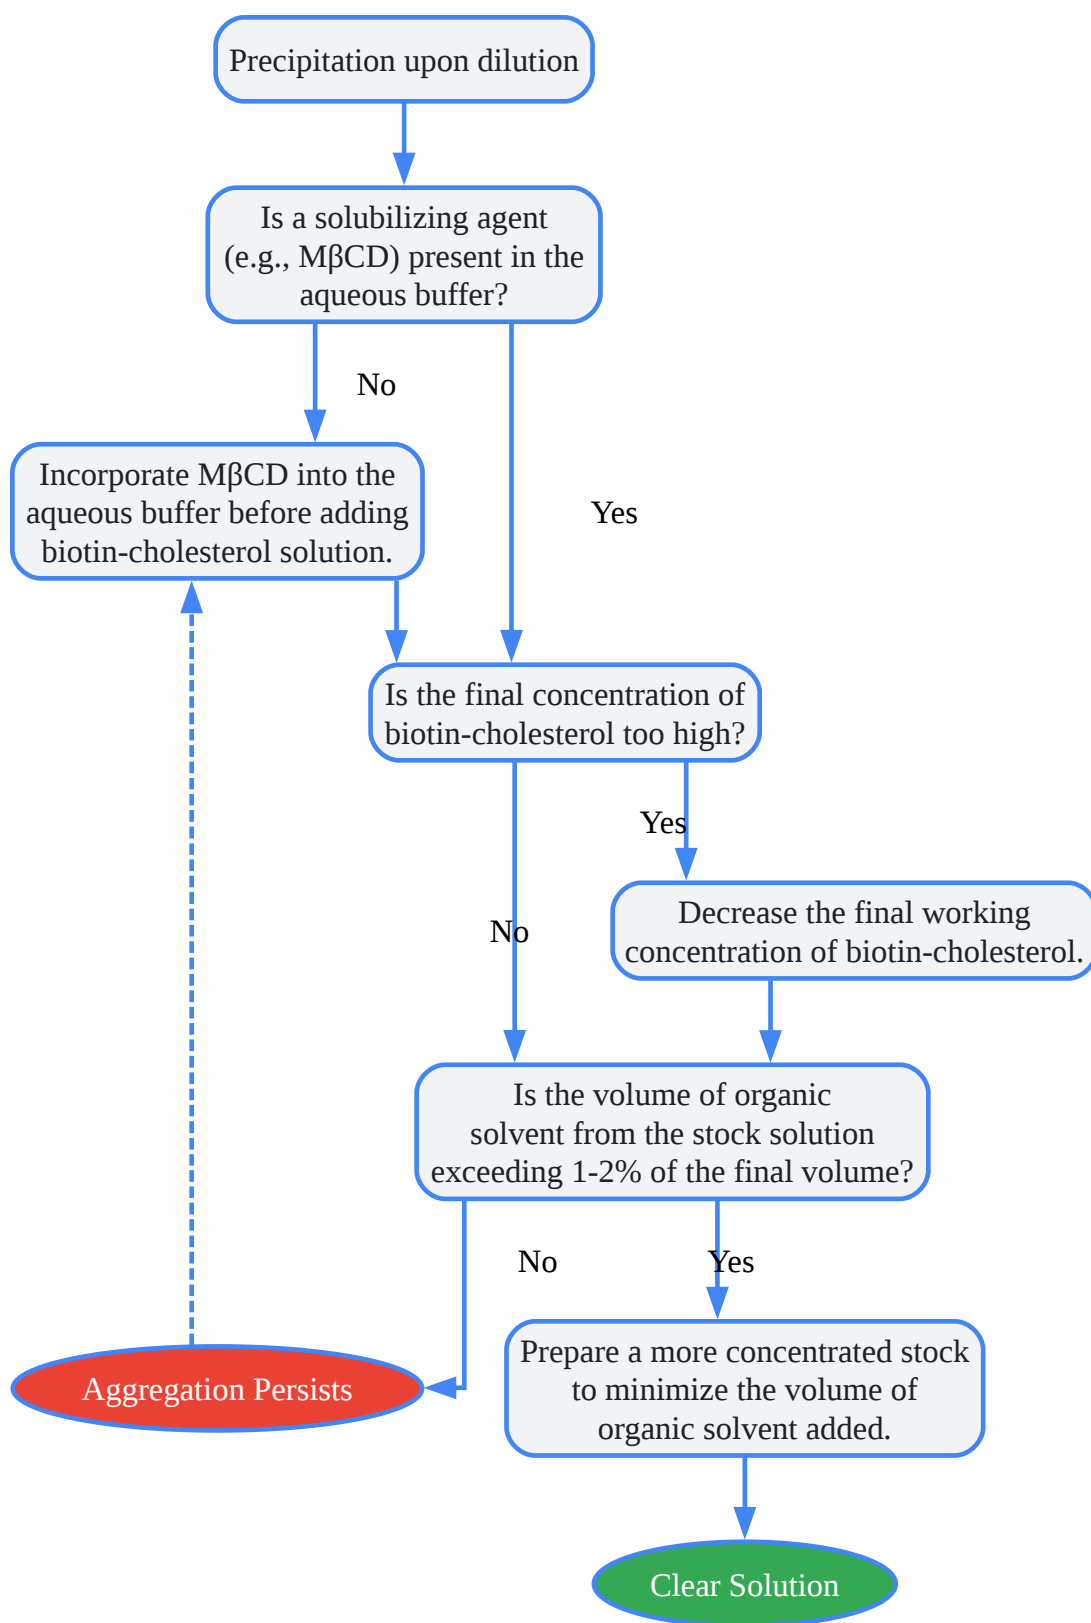 Precipitation upon dilution
Is a solubilizing agent
(e.g., MβCD) present in the
aqueous buffer?
No
Incorporate MβCD into the
aqueous buffer before adding
biotin-cholesterol solution.
Yes
Is the final concentration of
biotin-cholesterol too high?
Yes
No
Decrease the final working
concentration of biotin-cholesterol.
Is the volume of organic
solvent from the stock solution
exceeding 1-2% of the final volume?
No
Yes
Prepare a more concentrated stock
to minimize the volume of
organic solvent added.
Aggregation Persists
Clear Solution